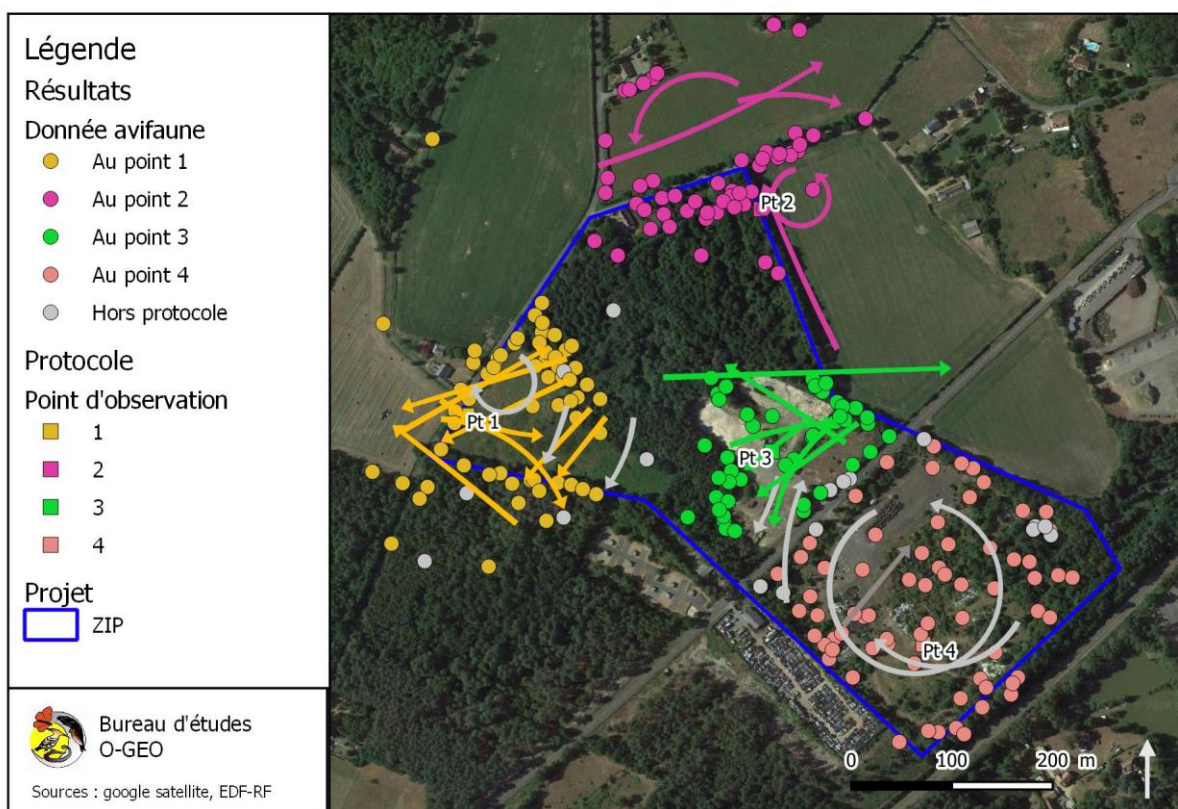 Légende
Résultats
Donnée avifaune
Au point 1
Au point 2
Au point 3
Au point 4
Hors protocole
Protocole
Point d'observation
1
2
3
4
Projet
ZIP
Bureau d'études
O-GEO
Sources : google satellite, EDF-RF
Pt 2
Pt 1
Pt 3
Pt 4
0 100 200 m